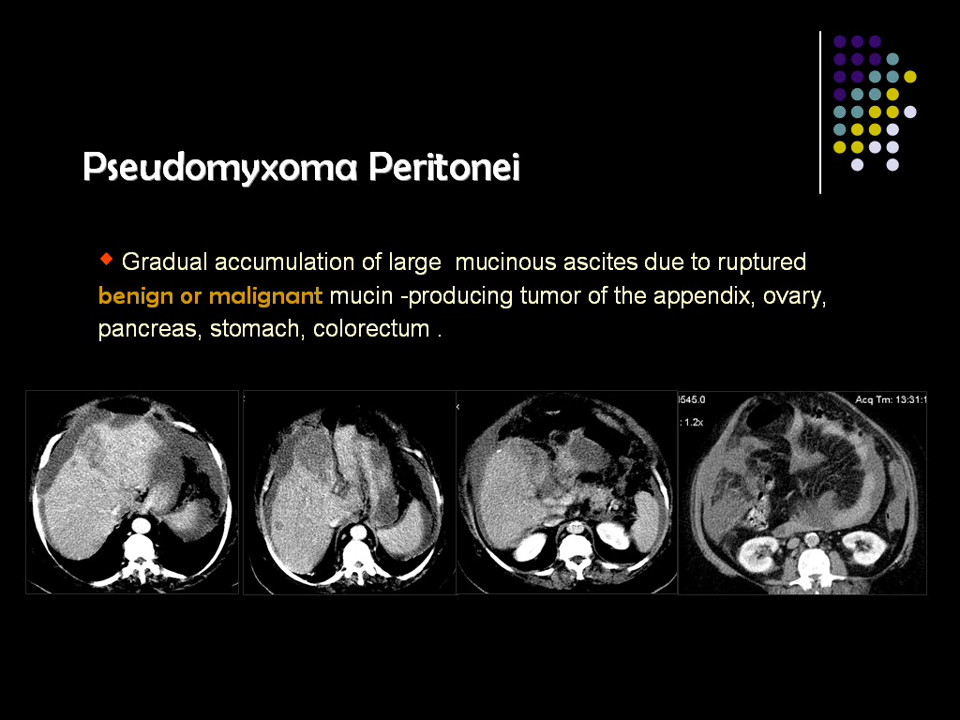 Pseudomyxoma Peritonei
Gradual accumulation of large mucinous ascites due to ruptured
benign or malignant mucin -producing tumor of the appendix, ovary,
pancreas, stomach, colorectum .
545.0
Acq Tm: 13:31:1
: 1.2x